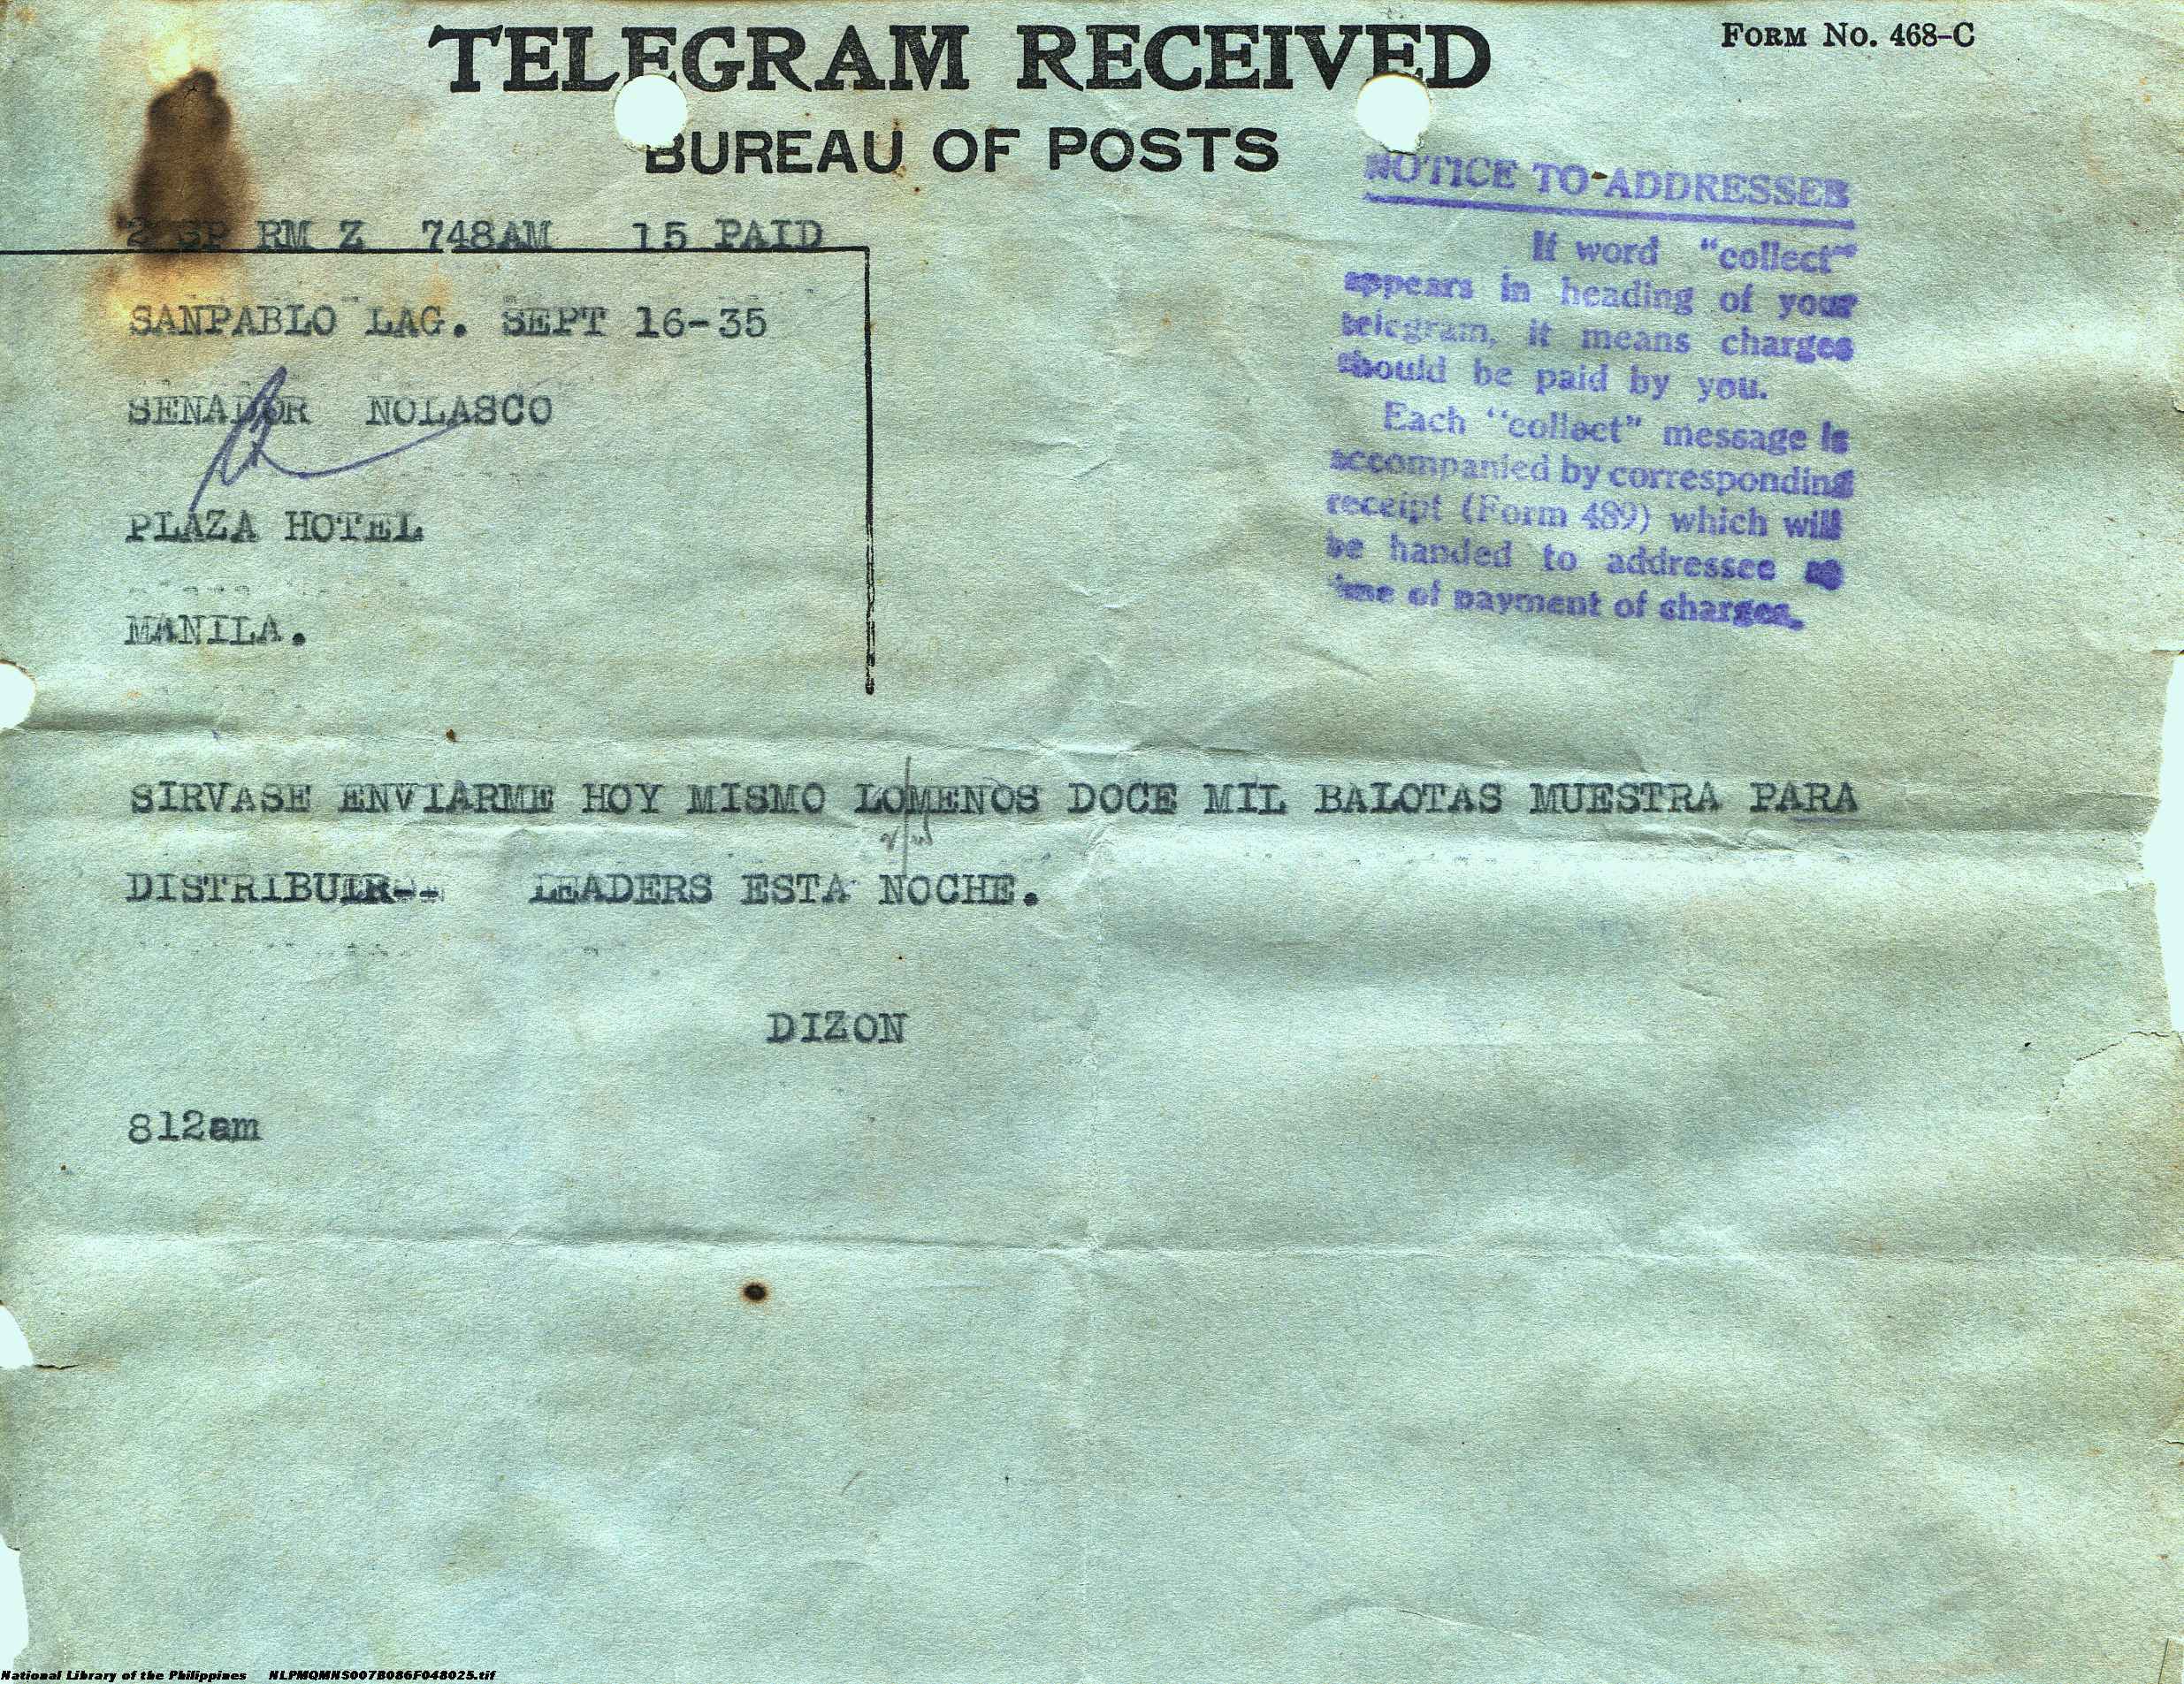 TELEGRAM RECEIVED
FORM NO. 468-C
BUREAU OF POSTS
2 SP RM Z 748AM 15 PAID
SANPABLO LAG. SEPT 16-35
SENADOR NOLASCO
PLAZA HOTEL
MANILA.
NOTICE TO ADDRESSEE
If word "collect"
appears in heading of your
telegram, it means charges
should be paid by you.
Each "collect" message is
accompanied by corresponding
receipt (Form 489) which will
be handed to addressee
time of payment of charges.
SIRVASE ENVIARME HOY MISMO LOMENOS DOCE MIL BALOTAS MUESTRA PARA
DISTRIBUIR-- LEADERS ESTA NOCHE.
DIZON
812am
National Library of the Philippines NLPMQMNS007B086F048025.tif